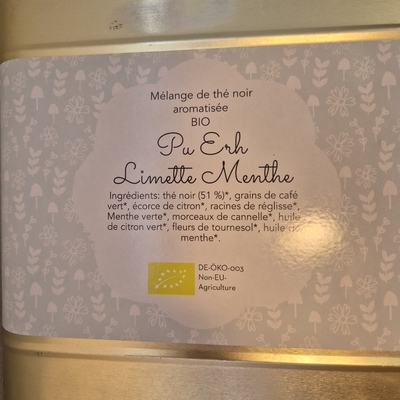 Mélange de thé noir
aromatisée
BIO
Pu Erh
Limette Menthe
Ingrédients: thé noir (51 %)*, grains de café
vert*, écorce de citron*, racines de réglisse*,
Menthe verte*, morceaux de cannelle*, huile
de citron vert*, fleurs de tournesol*, huile de
menthe*.
DE-ÖKO-003
Non-EU-
Agriculture